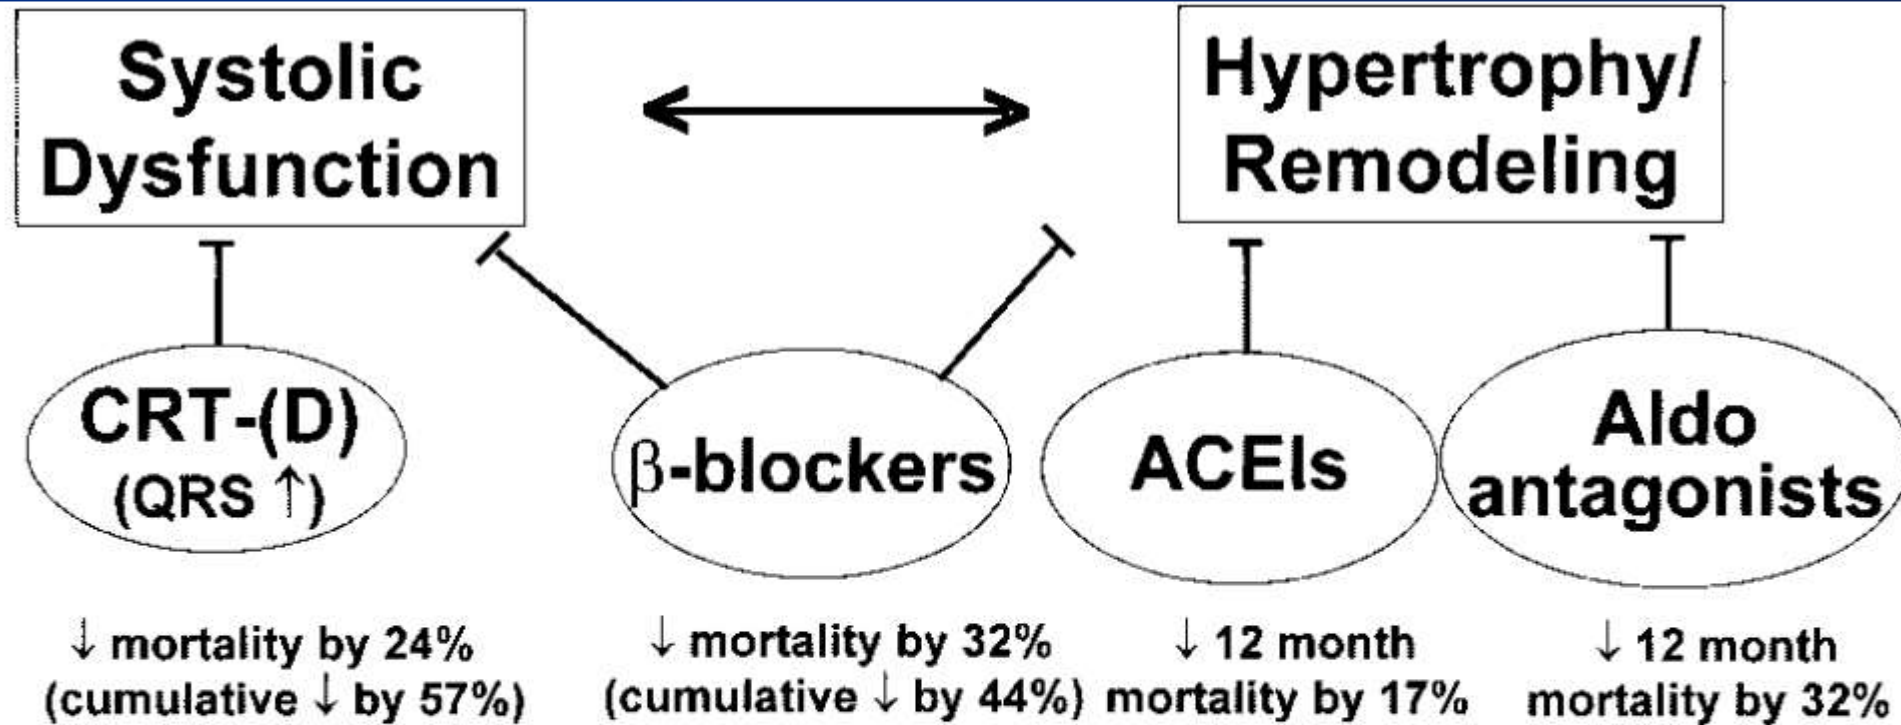 Systolic
Dysfunction
Hypertrophy/
Remodeling
CRT-(D)
(QRS ↑)
β-blockers
ACEIs
Aldo
antagonists
↓ mortality by 24%
(cumulative ↓ by 57%)
↓ mortality by 32%
(cumulative ↓ by 44%)
↓ 12 month
mortality by 17%
↓ 12 month
mortality by 32%